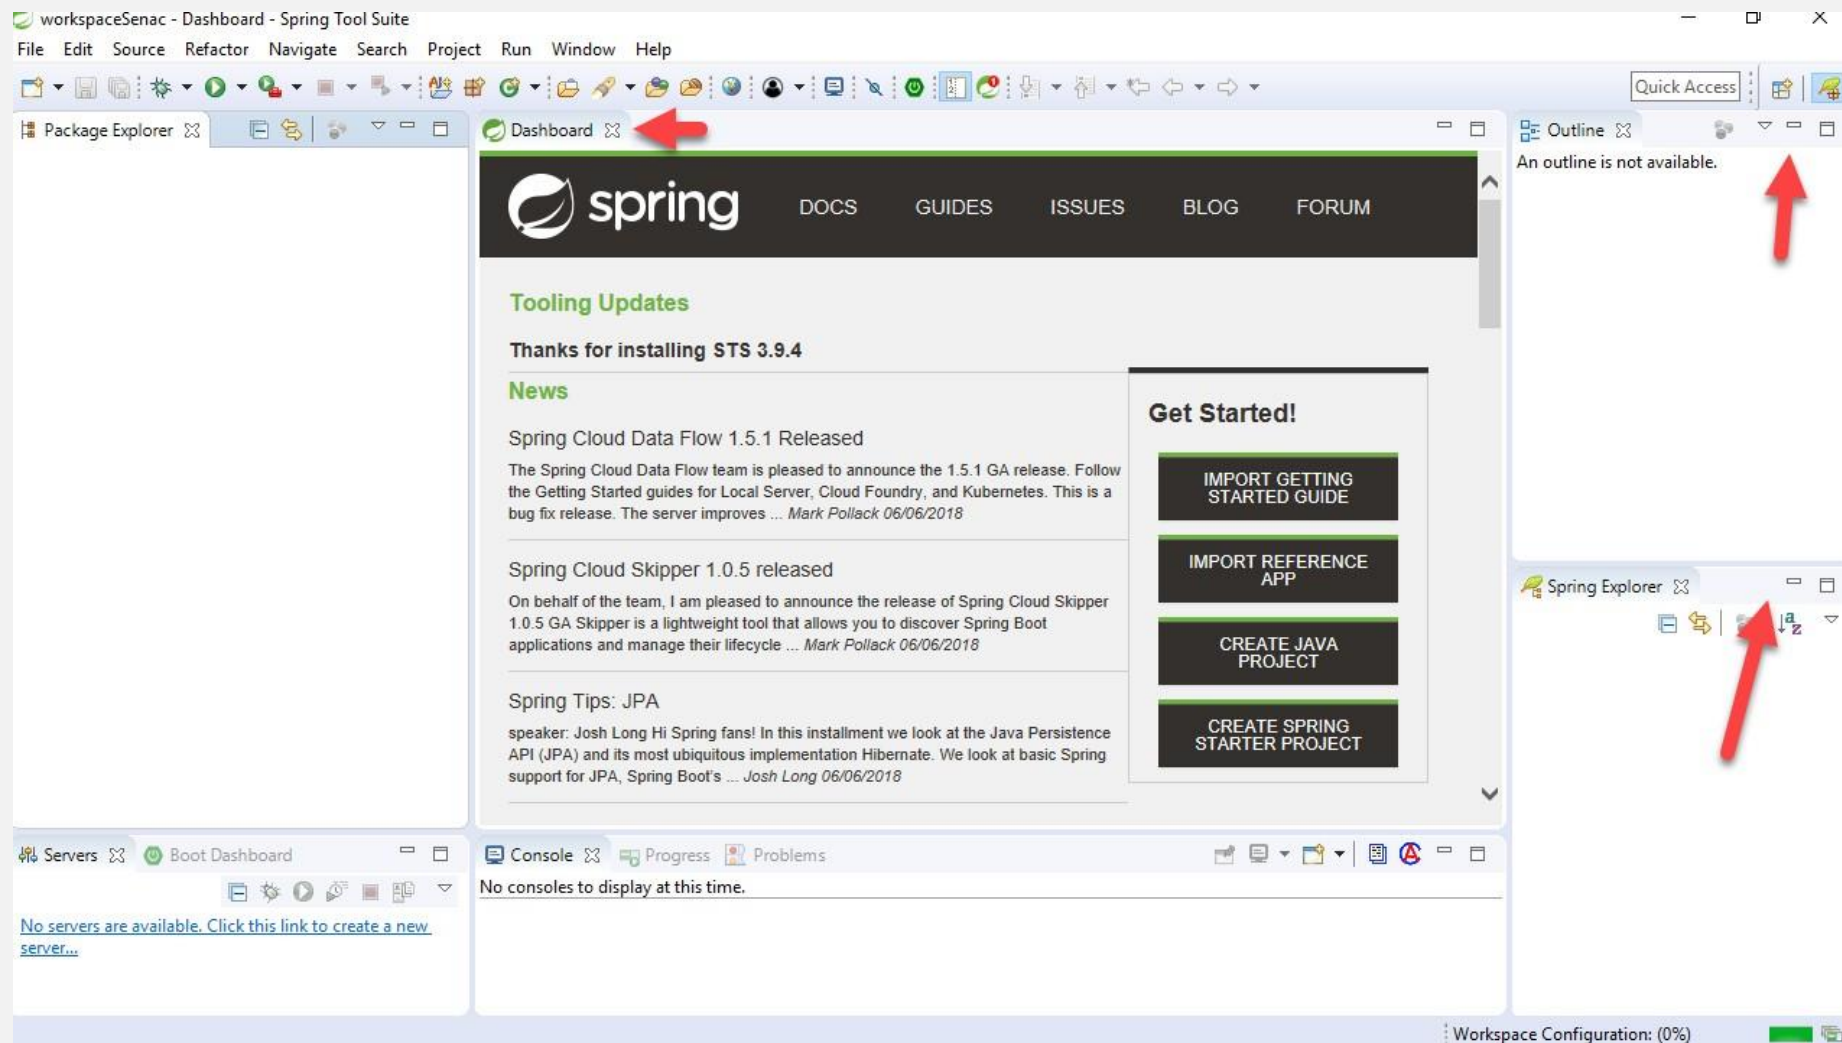 workspaceSenac - Dashboard - Spring Tool Suite
File Edit Source Refactor Navigate Search Project Run Window Help
Quick Access
Package Explorer
Dashboard
Outline
An outline is not available.
spring DOCS GUIDES ISSUES BLOG FORUM
Tooling Updates
Thanks for installing STS 3.9.4
News
Spring Cloud Data Flow 1.5.1 Released
The Spring Cloud Data Flow team is pleased to announce the 1.5.1 GA release. Follow
the Getting Started guides for Local Server, Cloud Foundry, and Kubernetes. This is a
bug fix release. The server improves ... Mark Pollack 06/06/2018
Spring Cloud Skipper 1.0.5 released
On behalf of the team, I am pleased to announce the release of Spring Cloud Skipper
1.0.5 GA Skipper is a lightweight tool that allows you to discover Spring Boot
applications and manage their lifecycle ... Mark Pollack 06/06/2018
Spring Tips: JPA
speaker: Josh Long Hi Spring fans! In this installment we look at the Java Persistence
API (JPA) and its most ubiquitous implementation Hibernate. We look at basic Spring
support for JPA, Spring Boot's ... Josh Long 06/06/2018
Get Started!
IMPORT GETTING
STARTED GUIDE
IMPORT REFERENCE
APP
CREATE JAVA
PROJECT
CREATE SPRING
STARTER PROJECT
Spring Explorer
Servers Boot Dashboard
No servers are available. Click this link to create a new
server...
Console Progress Problems
No consoles to display at this time.
Workspace Configuration: (0%)